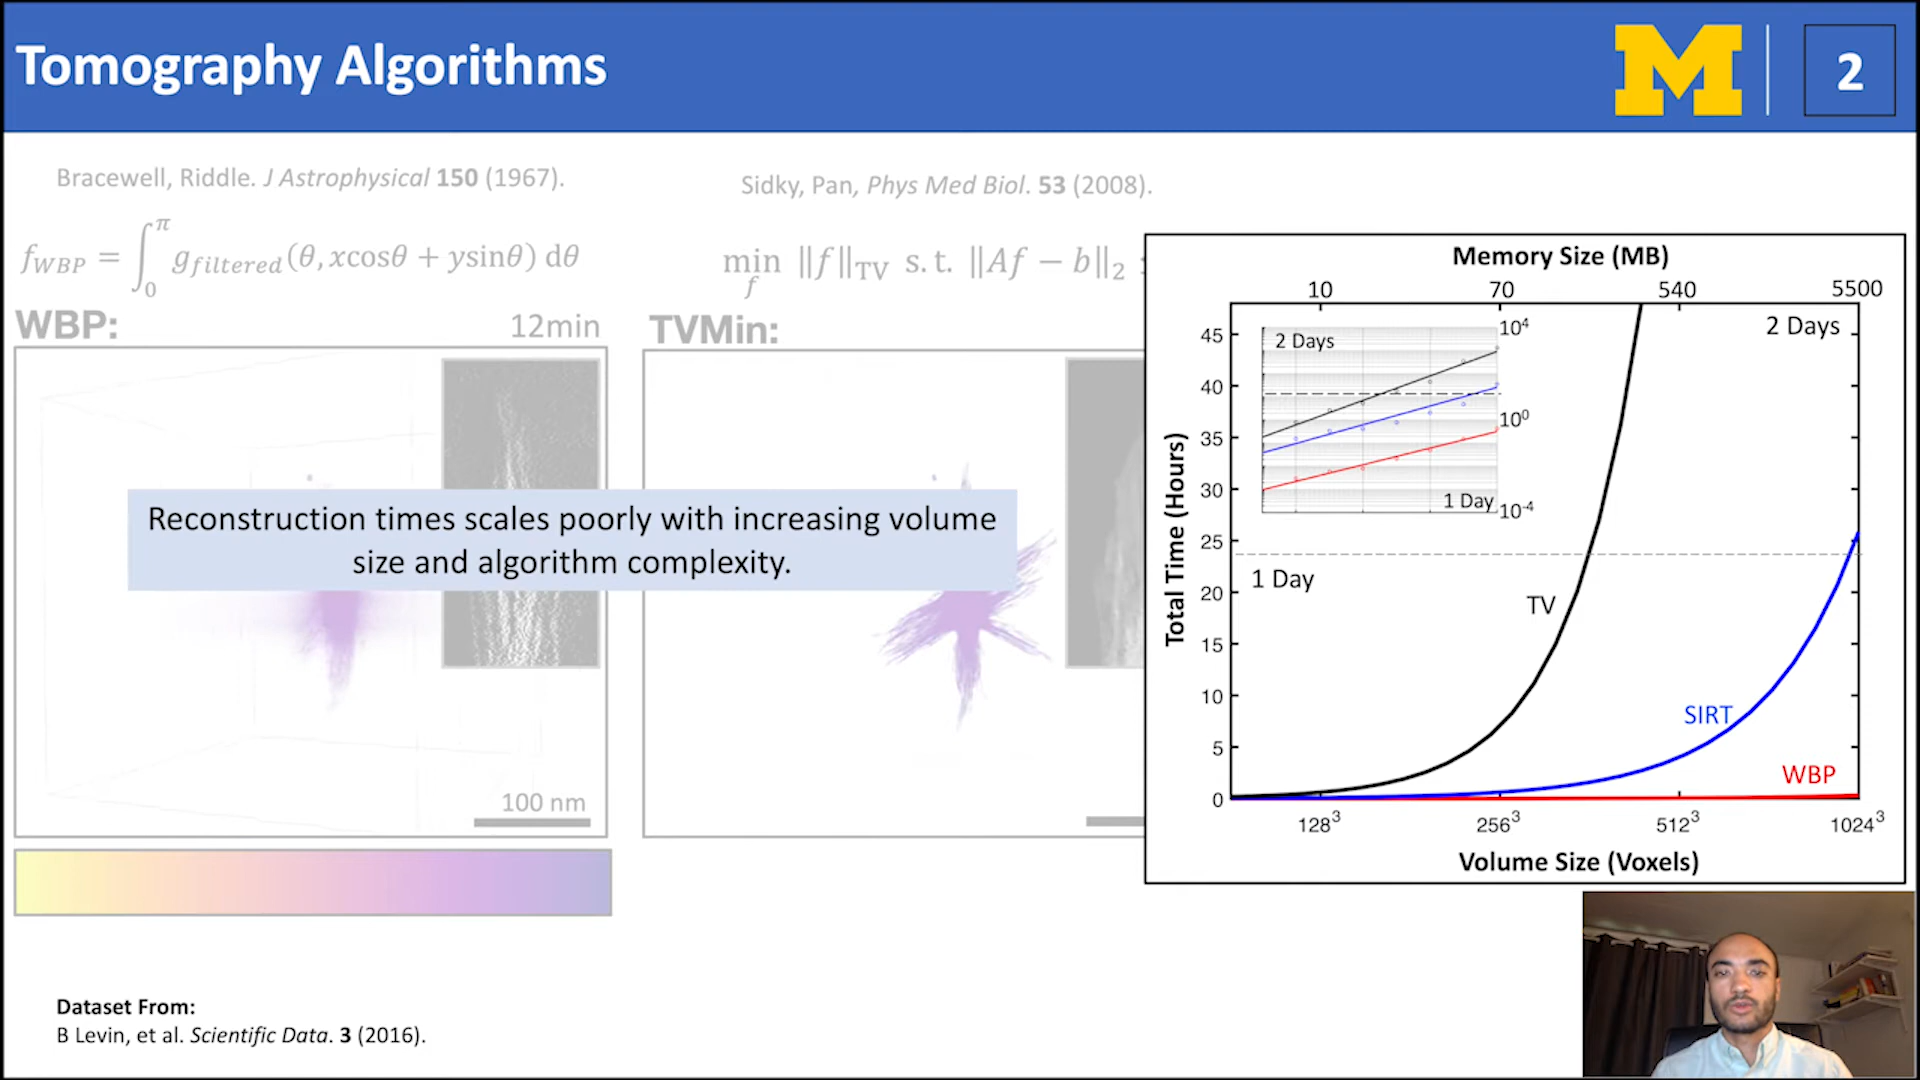 Tomography Algorithms
M
2
Bracewell, Riddle. J Astrophysical 150 (1967).
Sidky, Pan, Phys Med Biol. 53 (2008).
f_WBP = ∫_0^π g_filtered(θ, xcosθ + ysinθ) dθ
min_f ‖f‖_TV s.t. ‖Af − b‖_2
WBP:
12min
TVMin:
Reconstruction times scales poorly with increasing volume
size and algorithm complexity.
100 nm
Memory Size (MB)
10 70 540 5500
2 Days
45
40
35
30
25
20
15
10
5
0
Total Time (Hours)
2 Days
10⁴
10⁰
10⁻⁴
1 Day
1 Day
TV
SIRT
WBP
128³ 256³ 512³ 1024³
Volume Size (Voxels)
Dataset From:
B Levin, et al. Scientific Data. 3 (2016).